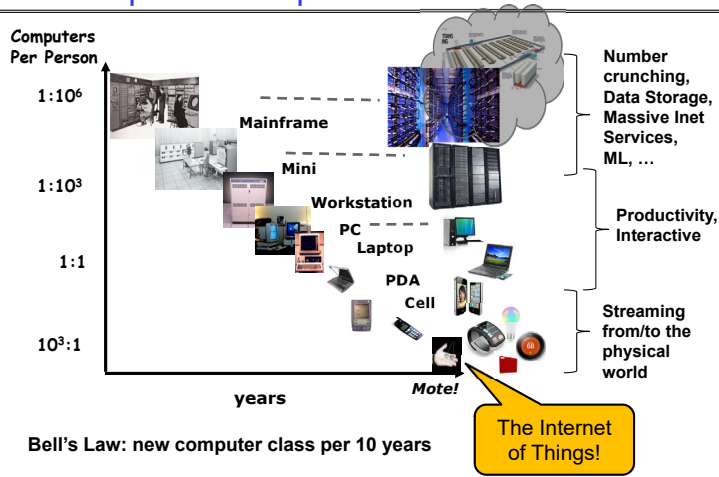 Computers
Per Person
1:10⁶
1:10³
1:1
10³:1
Mainframe
Mini
Workstation
PC
Laptop
PDA
Cell
Mote!
years
TRANS
ING
Number
crunching,
Data Storage,
Massive Inet
Services,
ML, …
Productivity,
Interactive
Streaming
from/to the
physical
world
The Internet
of Things!
Bell's Law: new computer class per 10 years